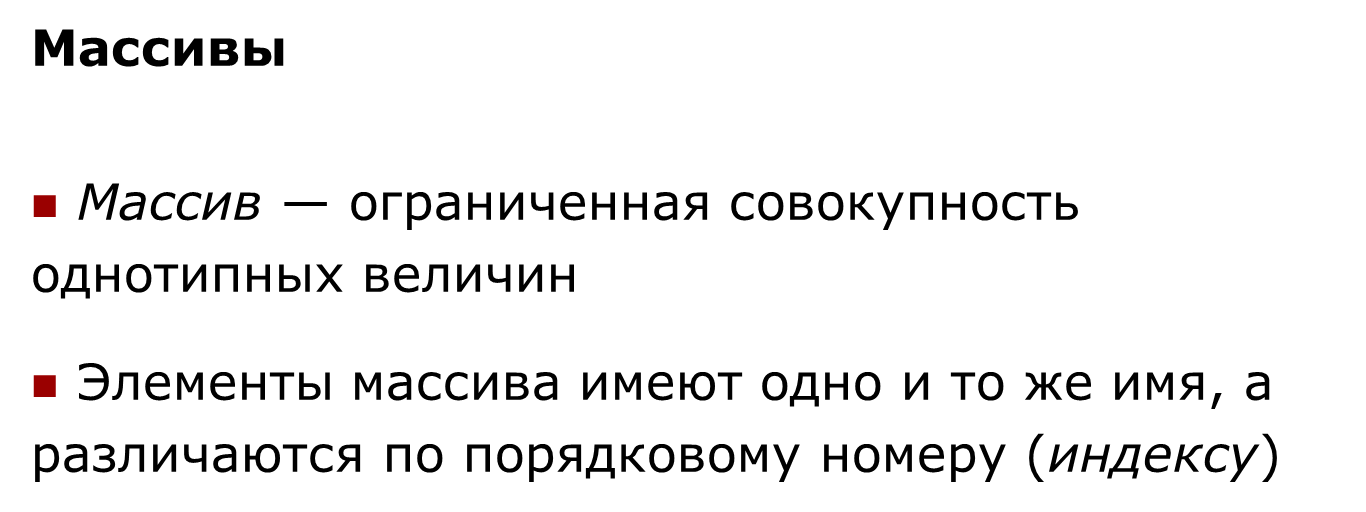 Массивы
▪ Массив — ограниченная совокупность
однотипных величин
▪ Элементы массива имеют одно и то же имя, а
различаются по порядковому номеру (индексу)